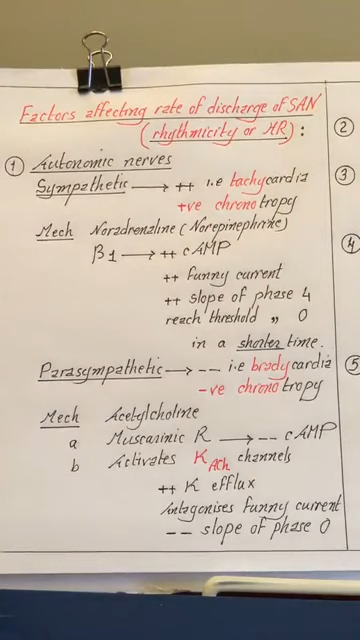 Factors affecting rate of discharge of SAN
(rhythmicity or HR):
① Autonomic nerves
Sympathetic → ++ i.e tachycardia
+ve chronotropy
Mech Noradrenaline (Norepinephrine)
β1 → ++ cAMP
++ funny current
++ slope of phase 4
reach threshold ,, 0
in a shorter time.
Parasympathetic → -- i.e bradycardia
-ve chronotropy
Mech Acetylcholine
a Muscarinic R → -- cAMP
b Activates K ACh channels
++ K efflux
Antagonises funny current
-- slope of phase 0
②
③
④
⑤